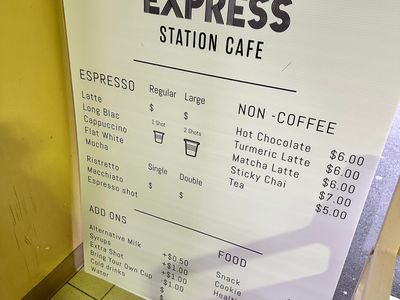 EXPRESS
STATION CAFE
ESPRESSO
Regular Large
$ $
Latte
Long Blac
Cappuccino
Flat White
Mocha
1 Shot 2 Shots
Single Double
$ $
Ristretto
Macchiato
Espresso shot
NON -COFFEE
Hot Chocolate $6.00
Turmeric Latte $6.00
Matcha Latte $6.00
Sticky Chai $7.00
Tea $5.00
ADD ONS
Alternative Milk +$0.50
Syrups +$1.00
Extra Shot +$1.00
Bring Your Own Cup -$1.00
Cold drinks
Water
FOOD
Snack
Cookie
Healt